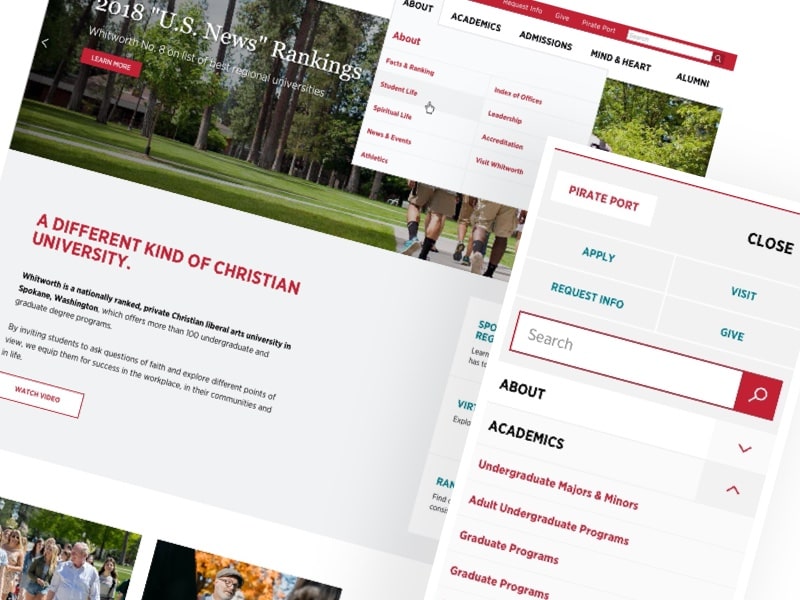 2018 "U.S. News" Rankings
Whitworth No. 8 on list of best regional universities
LEARN MORE
Request Info
Give
Pirate Port
Search
ABOUT
ACADEMICS
ADMISSIONS
MIND & HEART
ALUMNI
About
Facts & Ranking
Student Life
Spiritual Life
News & Events
Athletics
Index of Offices
Leadership
Accreditation
Visit Whitworth
A DIFFERENT KIND OF CHRISTIAN
UNIVERSITY.
Whitworth is a nationally ranked, private Christian liberal arts university in
Spokane, Washington, which offers more than 100 undergraduate and
graduate degree programs.
By inviting students to ask questions of faith and explore different points of
view, we equip them for success in the workplace, in their communities and
in life.
WATCH VIDEO
SPO
REG
Learn
has to
VIRT
Explo
RAN
Find o
consi
PIRATE PORT
CLOSE
APPLY
VISIT
REQUEST INFO
GIVE
Search
ABOUT
ACADEMICS
Undergraduate Majors & Minors
Adult Undergraduate Programs
Graduate Programs
Graduate Programs